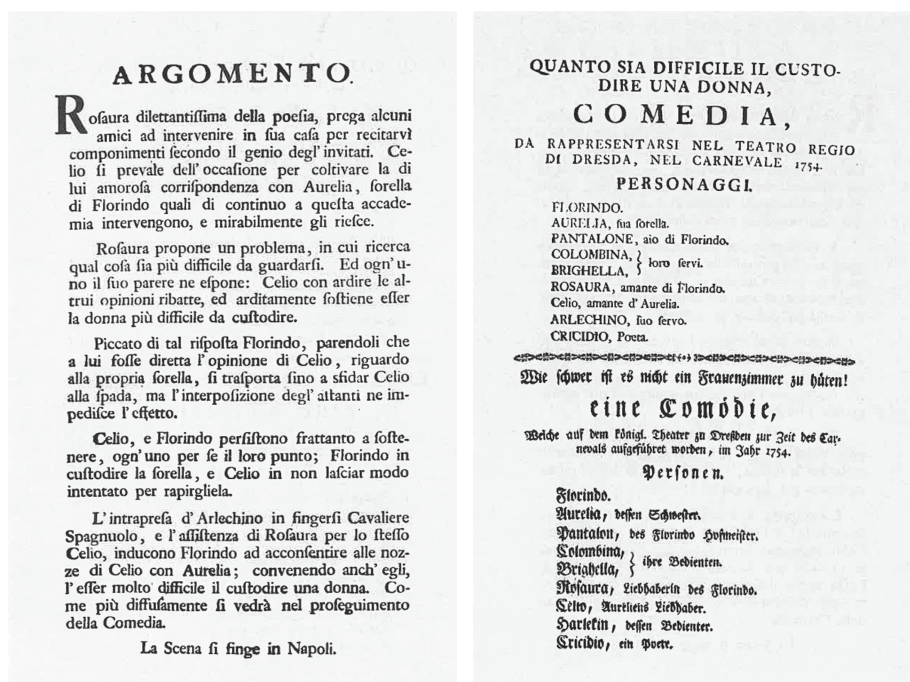 ARGOMENTO.
Roſaura dilettantiſſima della poeſia, prega alcuni
amici ad intervenire in ſua caſa per recitarvì
componimenti ſecondo il genio degl' invitati. Ce-
lio ſi prevale dell' occaſione per coltivare la di
lui amoroſa corriſpondenza con Aurelia, ſorella
di Florindo quali di continuo a queſta accade-
mia intervengono, e mirabilmente gli rieſce.
Roſaura propone un problema, in cui ricerca
qual coſa ſia più difficile da guardarſi. Ed ogn' u-
no il ſuo parere ne eſpone: Celio con ardire le al-
trui opinioni ribatte, ed arditamente ſoſtiene eſſer
la donna più difficile da cuſtodire.
Piccato di tal riſpoſta Florindo, parendoli che
a lui foſſe diretta l' opinione di Celio, riguardo
alla propria ſorella, ſi traſporta ſino a sfidar Celio
alla ſpada, ma l' interpoſizione degl' aſtanti ne im-
pediſce l' effetto.
Celio, e Florindo perſiſtono frattanto a ſoſte-
nere, ogn' uno per ſe il loro punto; Florindo in
cuſtodire la ſorella, e Celio in non laſciar modo
intentato per rapirgliela.
L' intrapreſa d' Arlechino in fingerſi Cavaliere
Spagnuolo, e l' aſſiſtenza di Roſaura per lo ſteſſo
Celio, inducono Florindo ad acconſentire alle noz-
ze di Celio con Aurelia; convenendo anch' egli,
l' eſſer molto difficile il cuſtodire una donna. Co-
me più diffuſamente ſi vedrà nel proſeguimento
della Comedia.
La Scena ſi finge in Napoli.
QUANTO SIA DIFFICILE IL CUSTO-
DIRE UNA DONNA,
COMEDIA,
DA RAPPRESENTARSI NEL TEATRO REGIO
DI DRESDA, NEL CARNEVALE 1754.
PERSONAGGI.
FLORINDO.
AURELIA, ſua ſorella.
PANTALONE, aio di Florindo.
COLOMBINA, } loro ſervi.
BRIGHELLA,
ROSAURA, amante di Florindo.
Celio, amante d' Aurelia.
ARLECHINO, ſuo ſervo.
CRICIDIO, Poeta.
Wie ſchwer iſt es nicht ein Frauenzimmer zu hüten!
eine Comödie,
Welche auf dem königl. Theater zu Dreßden zur Zeit des Car-
nevals aufgeführet worden, im Jahr 1754.
Perſonen.
Florindo.
Aurelia, deſſen Schweſter.
Pantalon, des Florindo Hofmeiſter.
Colombina, } ihre Bedienten.
Brighella,
Roſaura, Liebhaberin des Florindo.
Celio, Aureliens Liebhaber.
Harlekin, deſſen Bedienter.
Cricidio, ein Poete.